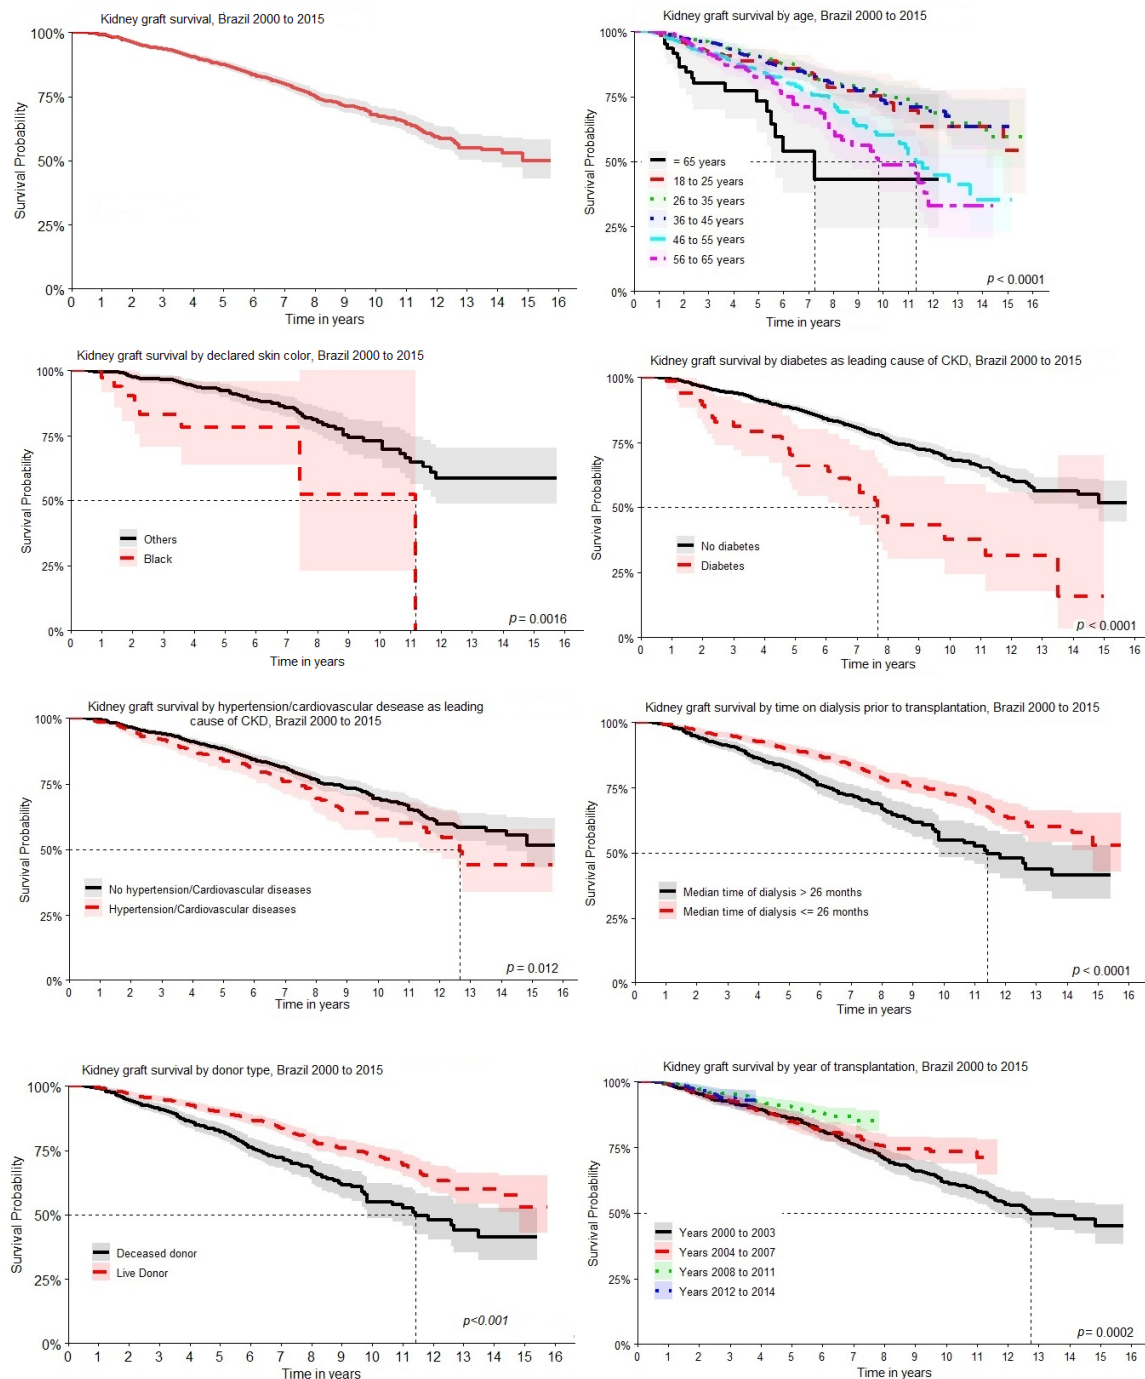 Kidney graft survival, Brazil 2000 to 2015
100%
75%
50%
25%
0%
Survival Probability
0 1 2 3 4 5 6 7 8 9 10 11 12 13 14 15 16
Time in years
Kidney graft survival by age, Brazil 2000 to 2015
100%
75%
50%
25%
0%
Survival Probability
= 65 years
18 to 25 years
26 to 35 years
36 to 45 years
46 to 55 years
56 to 65 years
p < 0.0001
0 1 2 3 4 5 6 7 8 9 10 11 12 13 14 15 16
Time in years
Kidney graft survival by declared skin color, Brazil 2000 to 2015
100%
75%
50%
25%
0%
Survival Probability
Others
Black
p = 0.0016
0 1 2 3 4 5 6 7 8 9 10 11 12 13 14 15 16
Time in years
Kidney graft survival by diabetes as leading cause of CKD, Brazil 2000 to 2015
100%
75%
50%
25%
0%
Survival Probability
No diabetes
Diabetes
p < 0.0001
0 1 2 3 4 5 6 7 8 9 10 11 12 13 14 15 16
Time in years
Kidney graft survival by hypertension/cardiovascular disease as leading
cause of CKD, Brazil 2000 to 2015
100%
75%
50%
25%
0%
Survival Probability
No hypertension/Cardiovascular diseases
Hypertension/Cardiovascular diseases
p = 0.012
0 1 2 3 4 5 6 7 8 9 10 11 12 13 14 15 16
Time in years
Kidney graft survival by time on dialysis prior to transplantation, Brazil 2000 to 2015
100%
75%
50%
25%
0%
Survival Probability
Median time of dialysis > 26 months
Median time of dialysis <= 26 months
p < 0.0001
0 1 2 3 4 5 6 7 8 9 10 11 12 13 14 15 16
Time in years
Kidney graft survival by donor type, Brazil 2000 to 2015
100%
75%
50%
25%
0%
Survival Probability
Deceased donor
Live Donor
p<0.001
0 1 2 3 4 5 6 7 8 9 10 11 12 13 14 15 16
Time in years
Kidney graft survival by year of transplantation, Brazil 2000 to 2015
100%
75%
50%
25%
0%
Survival Probability
Years 2000 to 2003
Years 2004 to 2007
Years 2008 to 2011
Years 2012 to 2014
p = 0.0002
0 1 2 3 4 5 6 7 8 9 10 11 12 13 14 15 16
Time in years